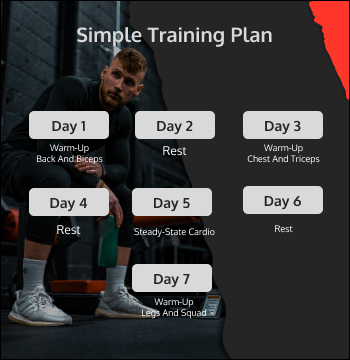 Simple Training Plan
Day 1
Warm-Up
Back And Biceps
Day 2
Rest
Day 3
Warm-Up
Chest And Triceps
Day 4
Rest
Day 5
Steady-State Cardio
Day 6
Rest
Day 7
Warm-Up
Legs And Squad